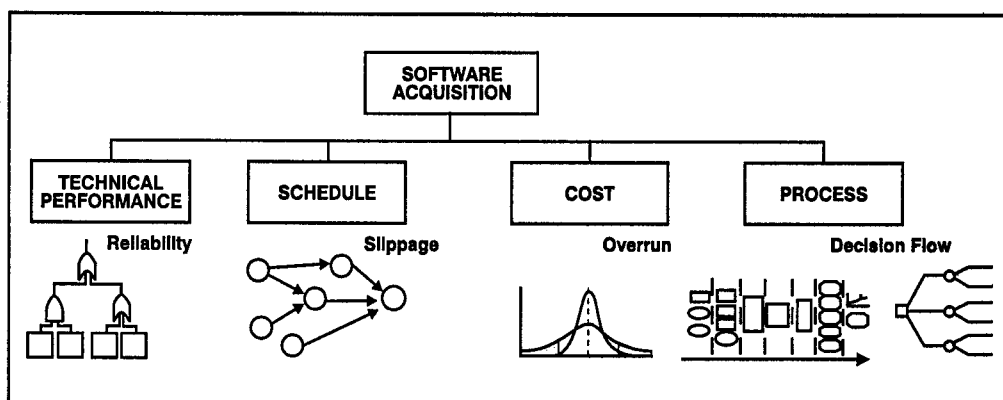 SOFTWARE
ACQUISITION
TECHNICAL
PERFORMANCE
SCHEDULE
COST
PROCESS
Reliability
Slippage
Overrun
Decision Flow